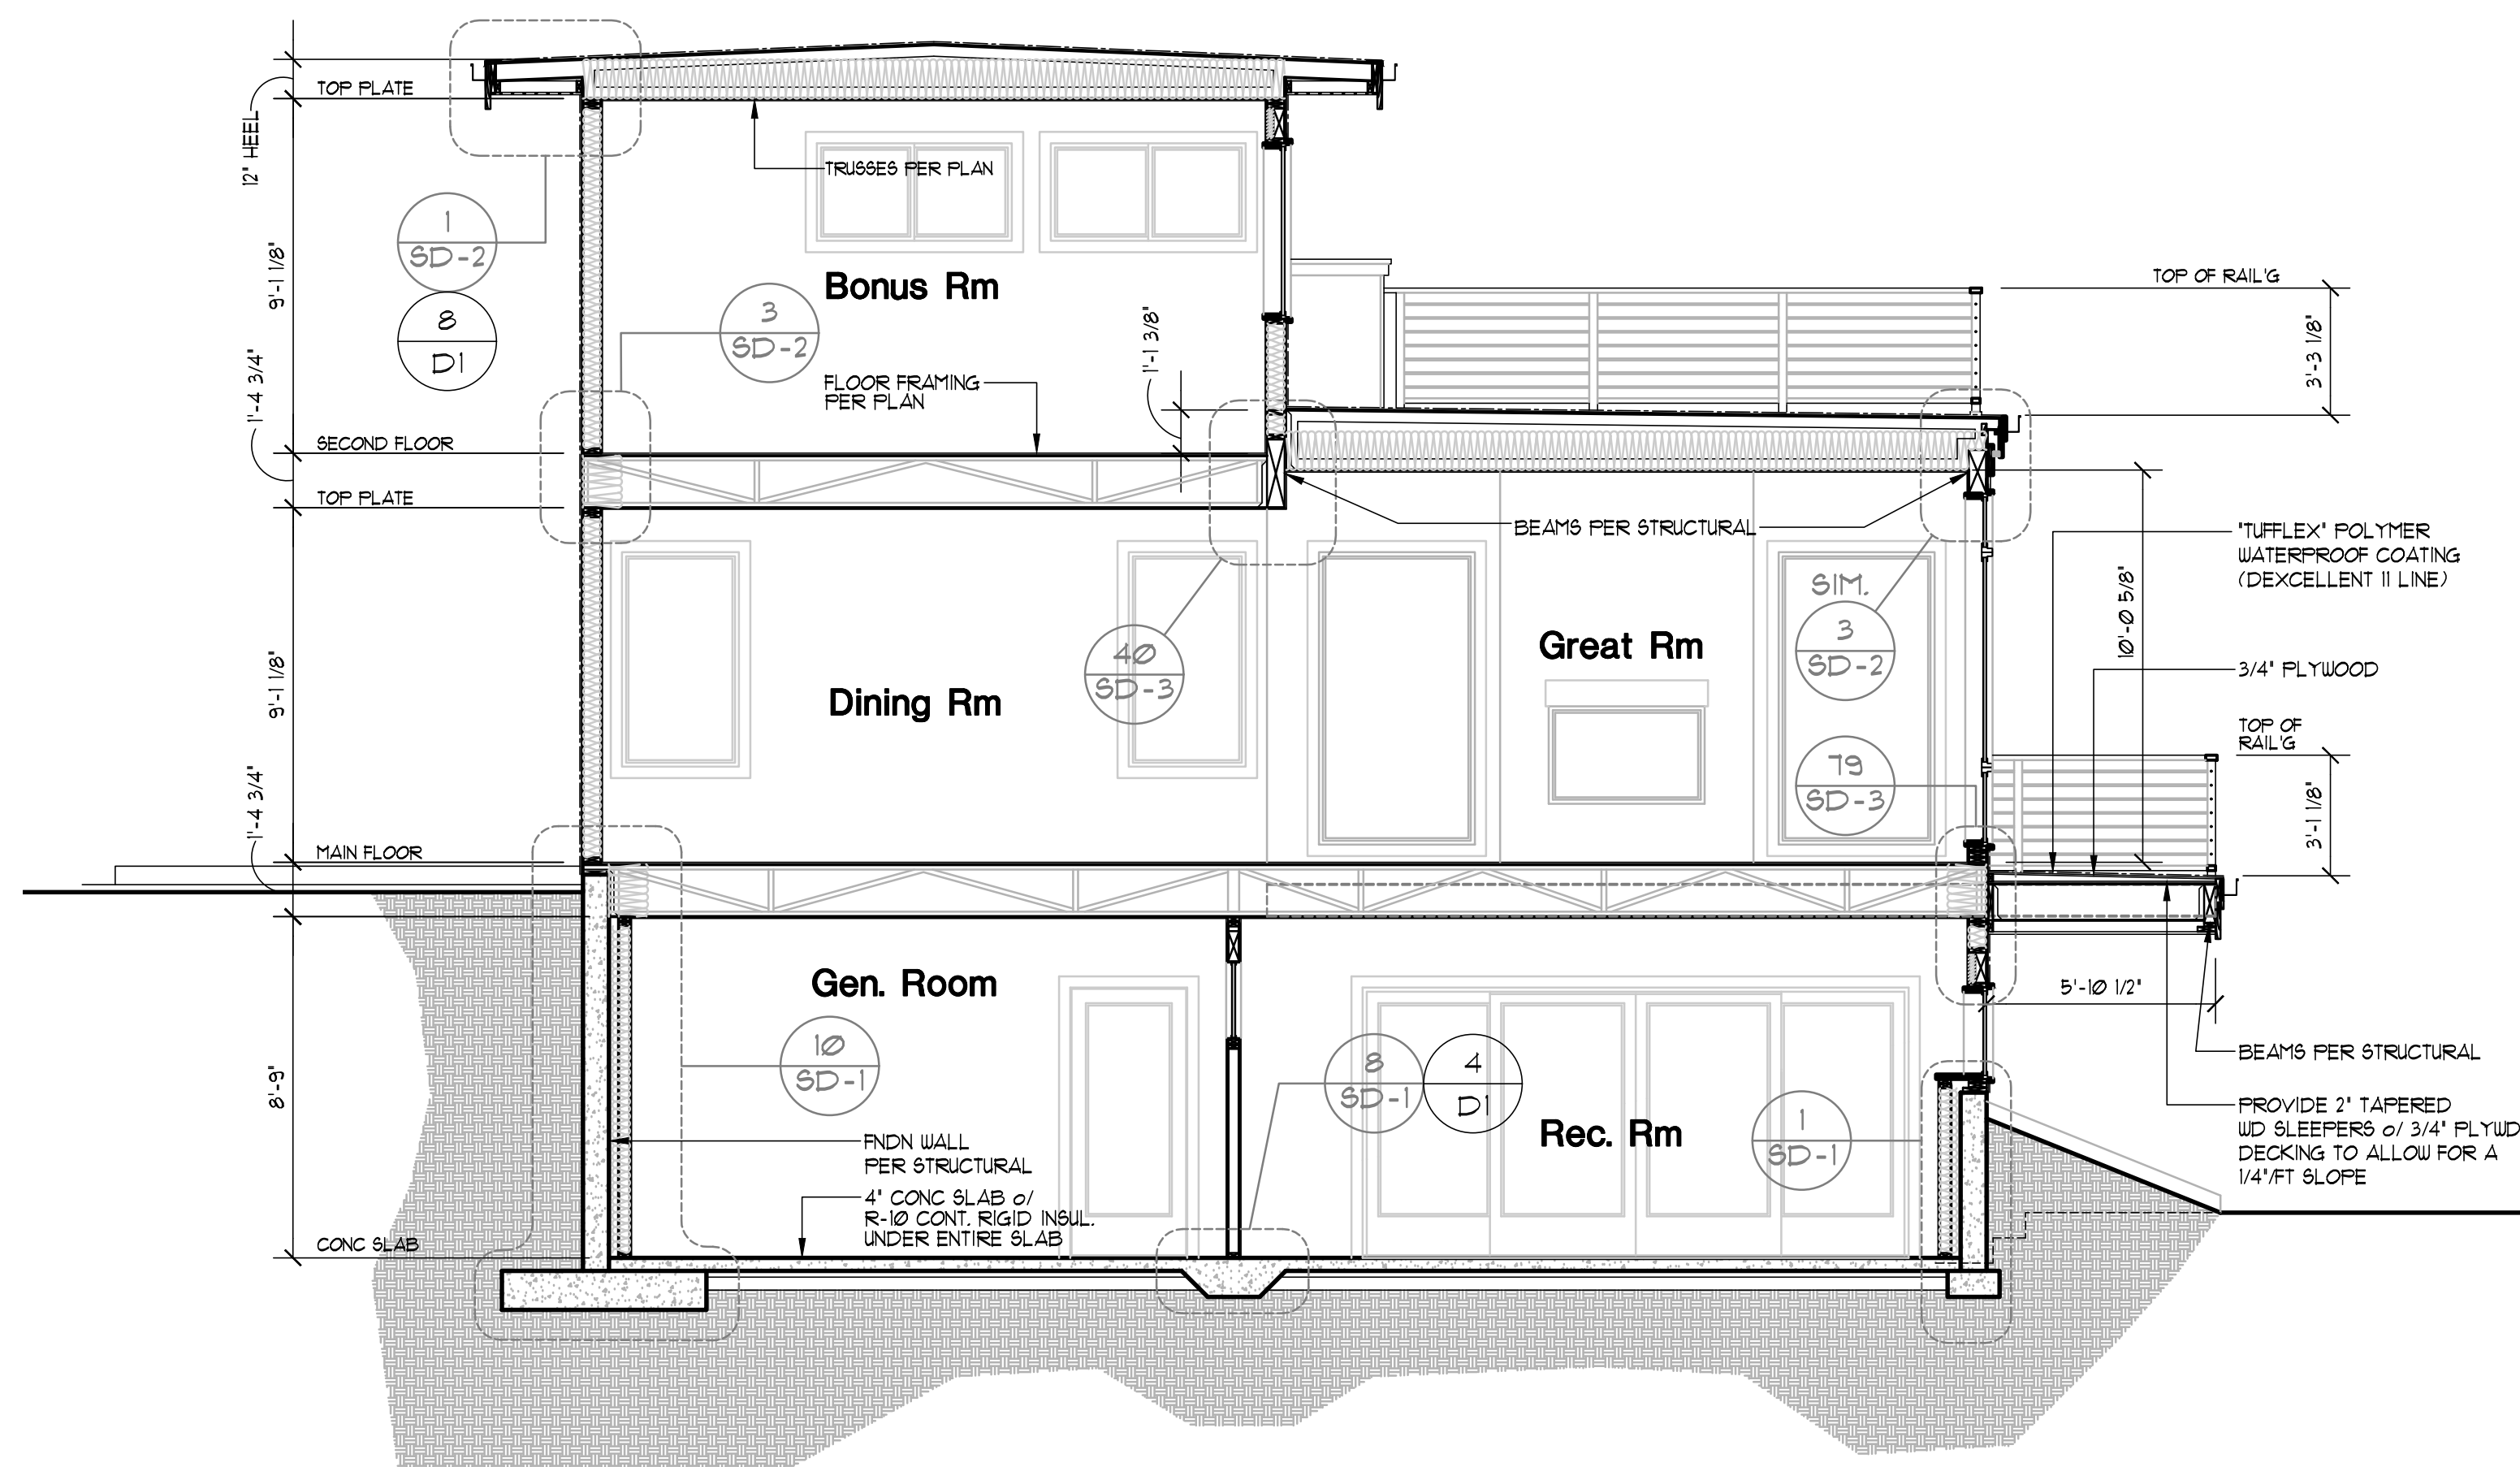 TOP PLATE
12" HEEL
TRUSSES PER PLAN
1
SD-2
9'-1 1/8"
Bonus Rm
TOP OF RAIL'G
8
D1
3
SD-2
1'-1 3/8"
3'-3 1/8"
1'-4 3/4"
FLOOR FRAMING
PER PLAN
SECOND FLOOR
TOP PLATE
BEAMS PER STRUCTURAL
"TUFFLEX" POLYMER
WATERPROOF COATING
(DEXCELLENT II LINE)
SIM.
3
SD-2
10'-0 5/8"
40
SD-3
Great Rm
3/4" PLYWOOD
9'-1 1/8"
Dining Rm
TOP OF
RAIL'G
79
SD-3
1'-4 3/4"
3'-1 1/8"
MAIN FLOOR
Gen. Room
5'-10 1/2"
10
SD-1
8
SD-1
4
D1
BEAMS PER STRUCTURAL
8'-9"
Rec. Rm
1
SD-1
PROVIDE 2" TAPERED
WD SLEEPERS o/ 3/4" PLYWD
DECKING TO ALLOW FOR A
1/4"/FT SLOPE
FNDN WALL
PER STRUCTURAL
4" CONC SLAB o/
R-10 CONT. RIGID INSUL.
UNDER ENTIRE SLAB
CONC SLAB